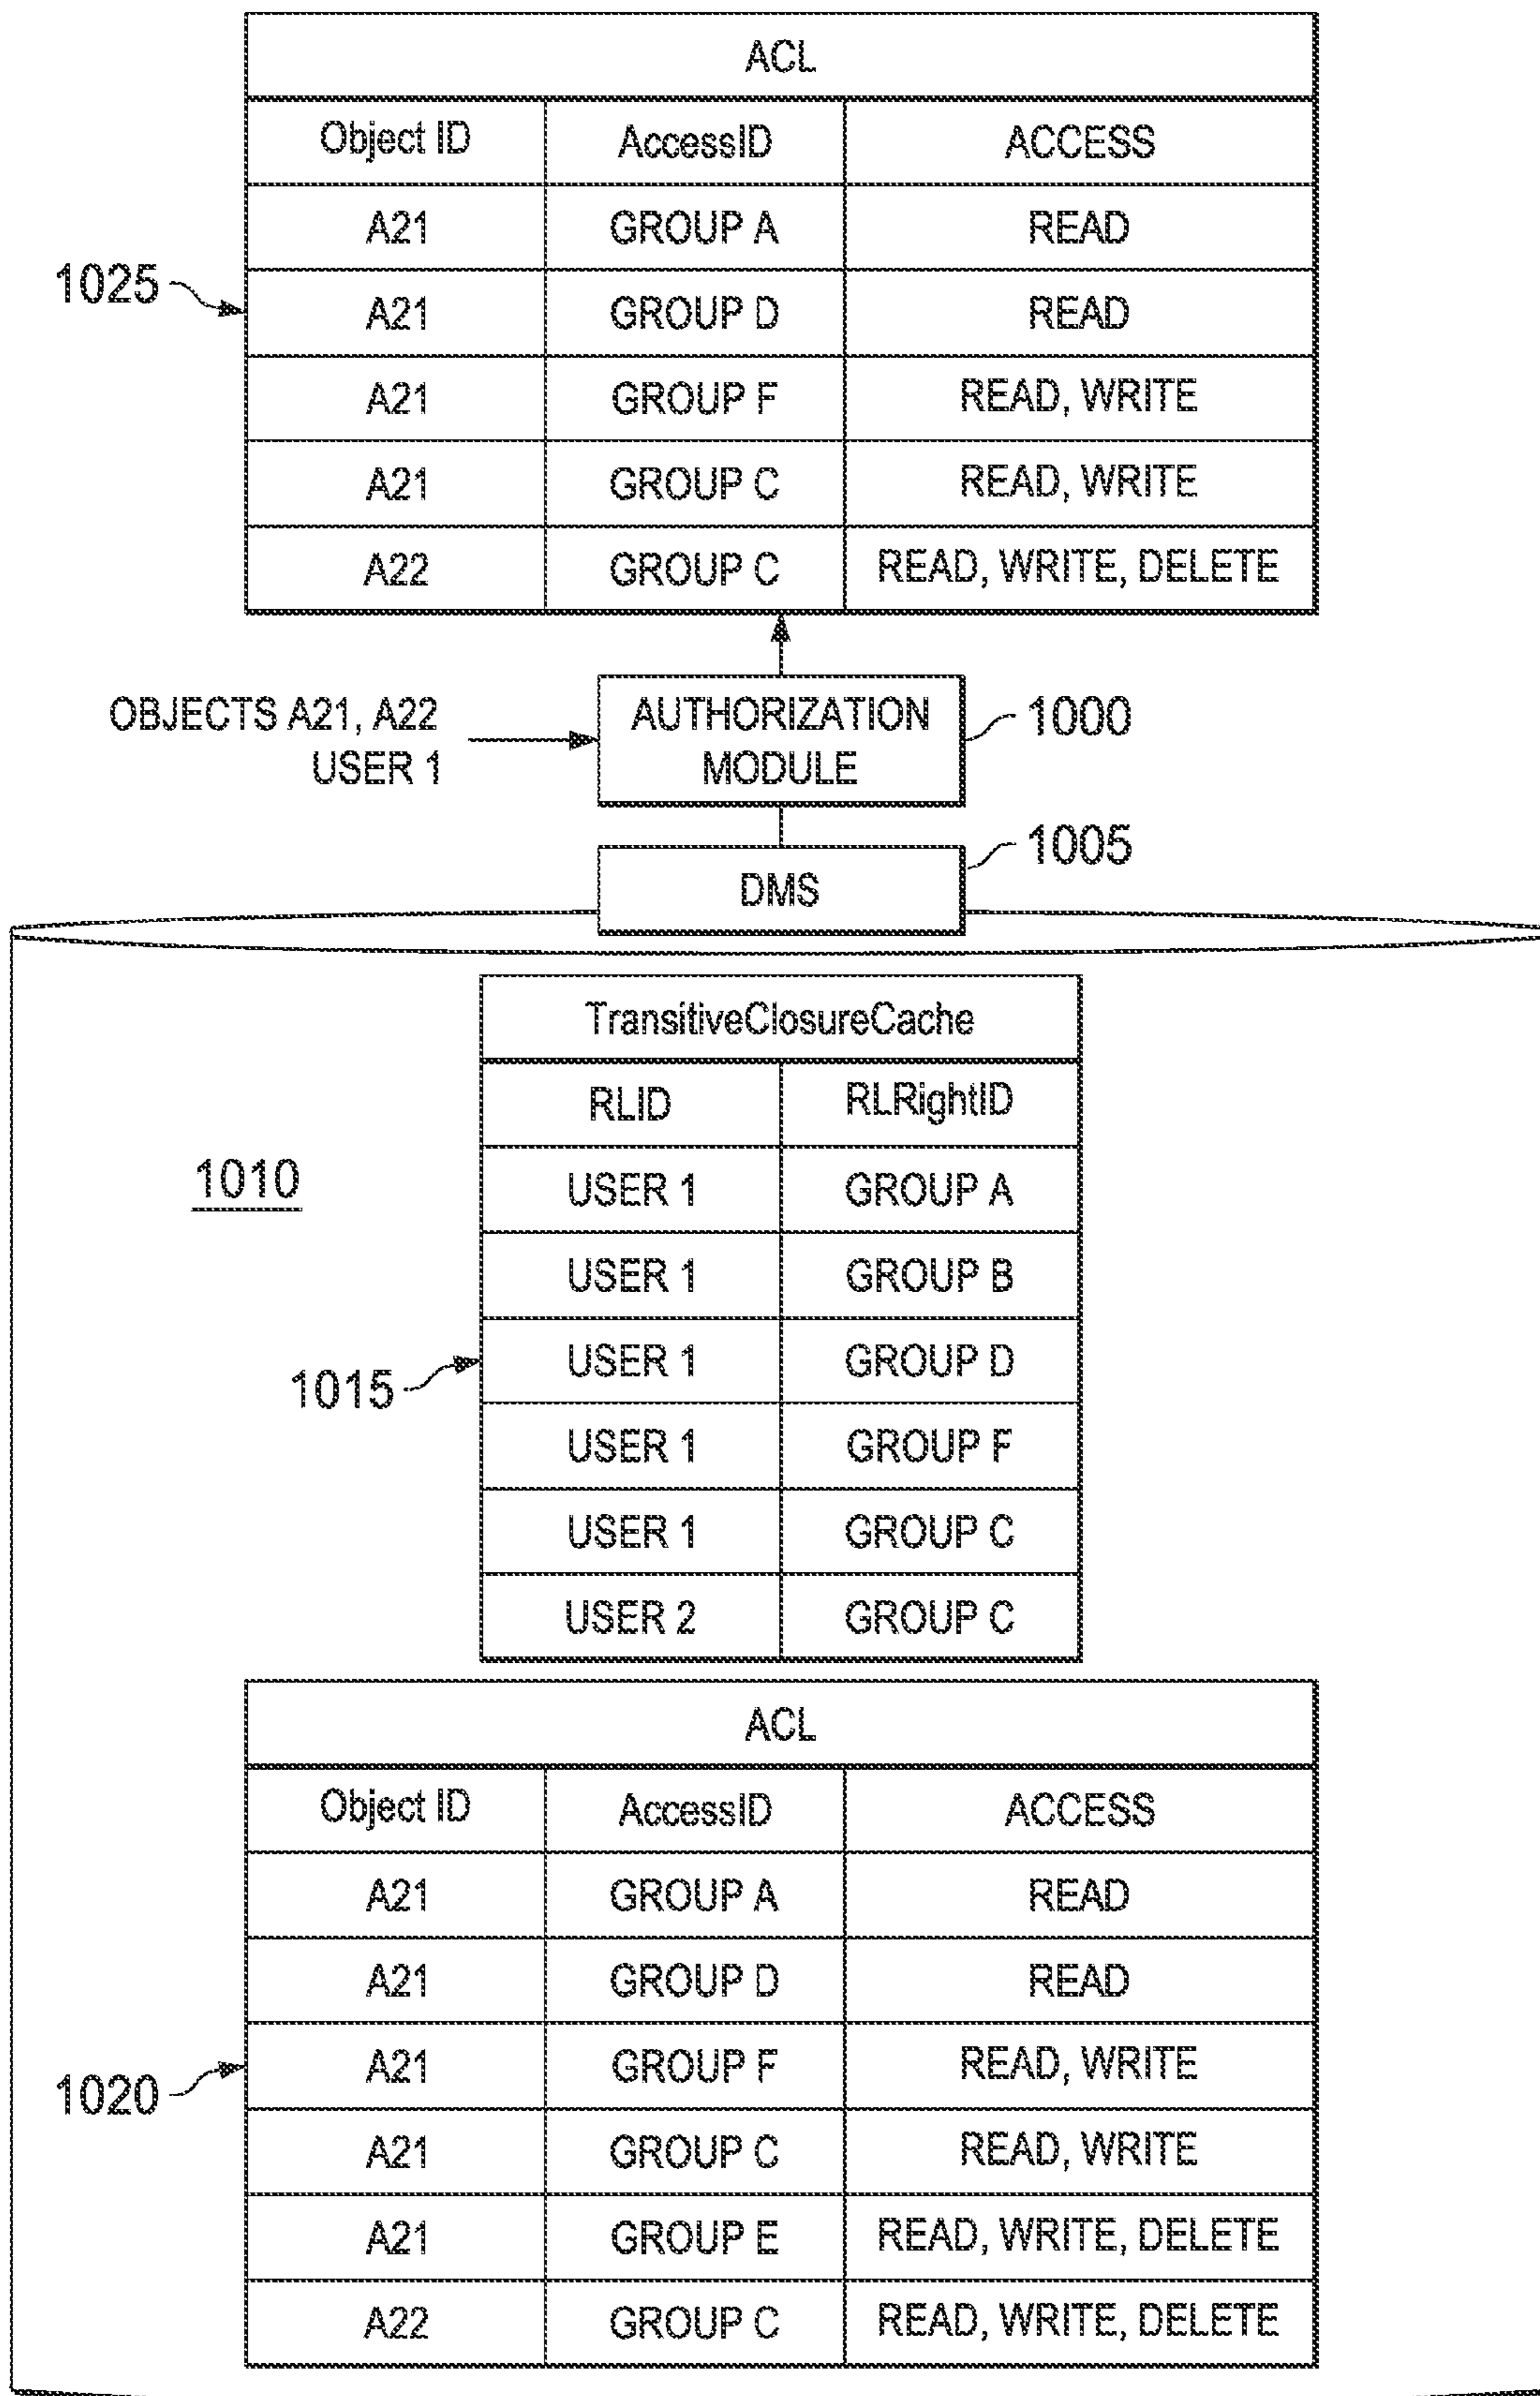 ACL
Object ID AccessID ACCESS
A21 GROUP A READ
1025 A21 GROUP D READ
A21 GROUP F READ, WRITE
A21 GROUP C READ, WRITE
A22 GROUP C READ, WRITE, DELETE
OBJECTS A21, A22
USER 1
AUTHORIZATION
MODULE
1000
1005
DMS
TransitiveClosureCache
RLID RLRightID
1010
USER 1 GROUP A
USER 1 GROUP B
1015 USER 1 GROUP D
USER 1 GROUP F
USER 1 GROUP C
USER 2 GROUP C
ACL
Object ID AccessID ACCESS
A21 GROUP A READ
A21 GROUP D READ
1020 A21 GROUP F READ, WRITE
A21 GROUP C READ, WRITE
A21 GROUP E READ, WRITE, DELETE
A22 GROUP C READ, WRITE, DELETE